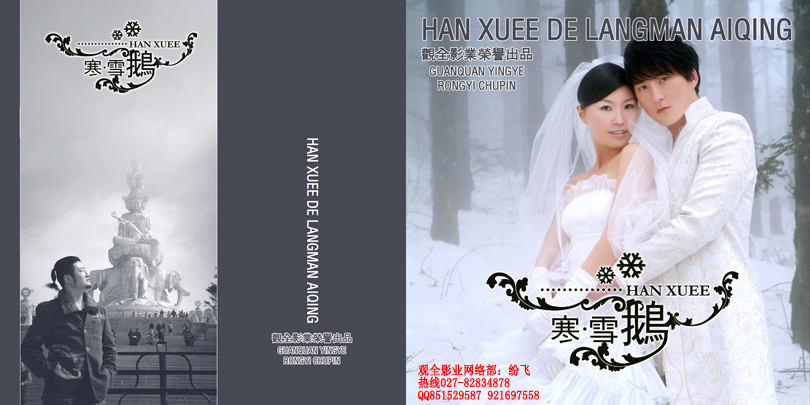 HAN XUEE
寒·雪鵝
HAN XUEE DE LANGMAN AIQING
觀全影業榮譽出品
GUANQUAN YINGYE
RONGYI CHUPIN
HAN XUEE DE LANGMAN AIQING
觀全影業榮譽出品
GUANQUAN YINGYE
RONGYI CHUPIN
HAN XUEE
寒·雪鵝
观全影业网络部：纷飞
热线027-82834878
QQ851529587 921697558